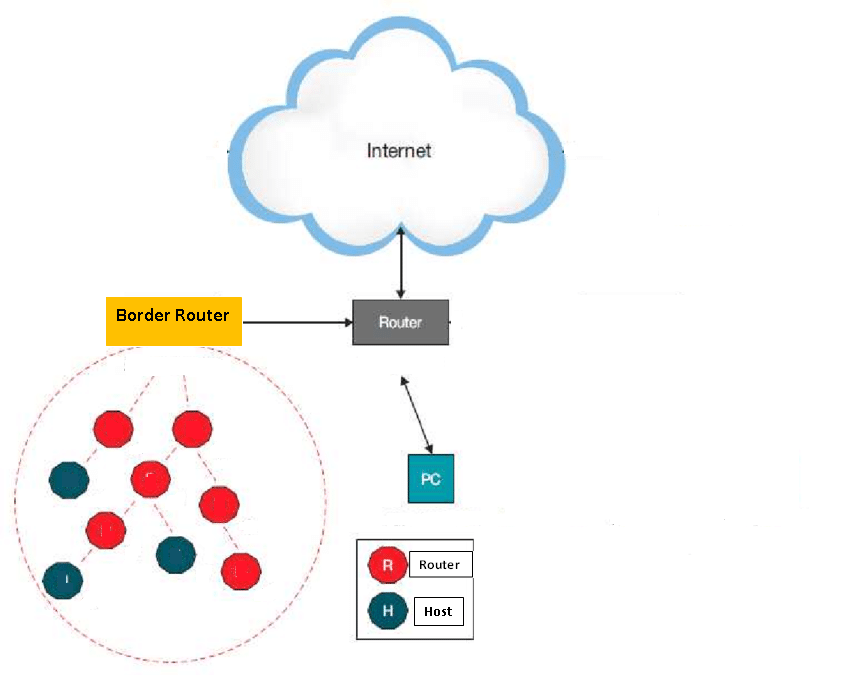 Internet
Border Router
Router
PC
R Router
H Host